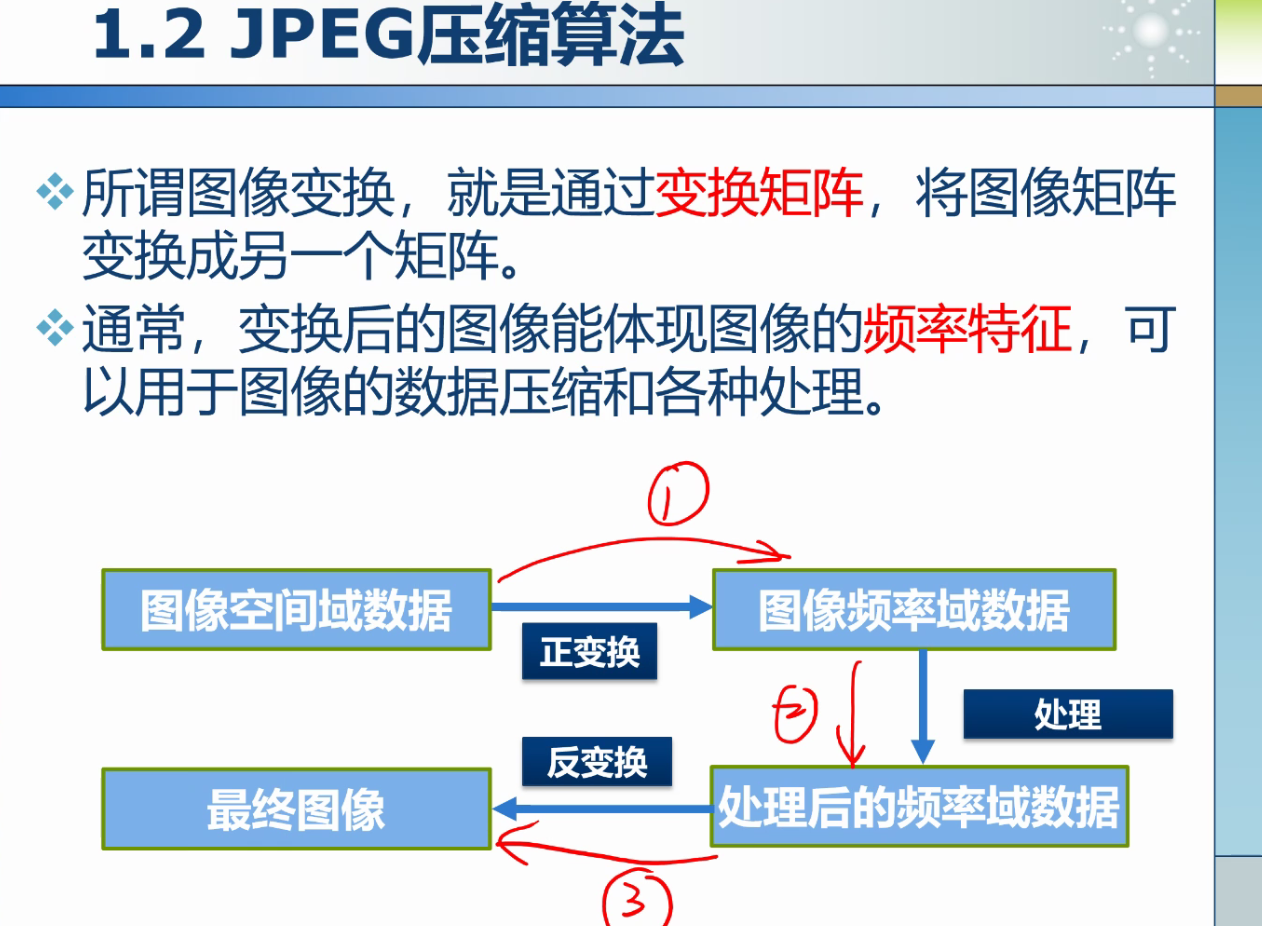 1.2 JPEG压缩算法
所谓图像变换，就是通过变换矩阵，将图像矩阵
变换成另一个矩阵。
通常，变换后的图像能体现图像的频率特征，可
以用于图像的数据压缩和各种处理。
①
图像空间域数据
图像频率域数据
正变换
②
处理
反变换
最终图像
处理后的频率域数据
③